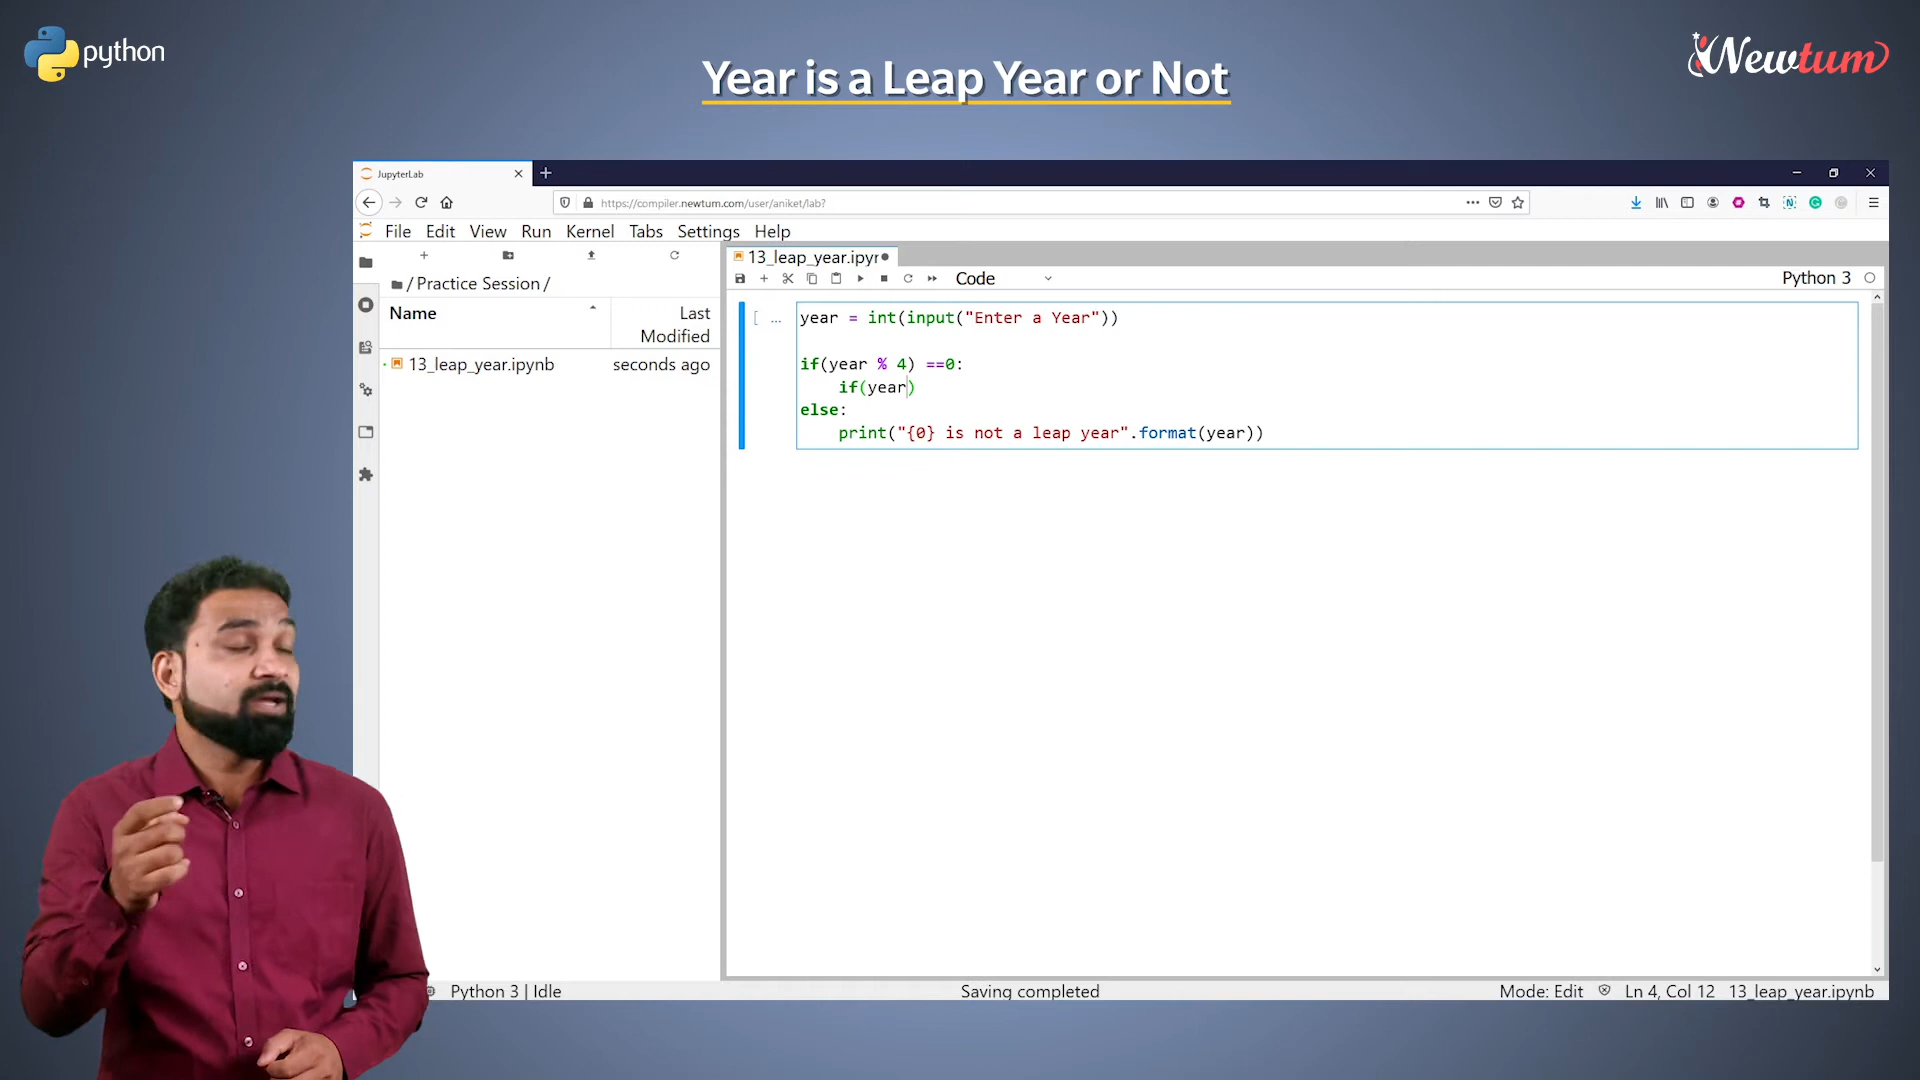 python
Newtum
Year is a Leap Year or Not
JupyterLab
https://compiler.newtum.com/user/aniket/lab?
File Edit View Run Kernel Tabs Settings Help
/ Practice Session /
Name
Last
Modified
13_leap_year.ipynb seconds ago
13_leap_year.ipyr
Code
Python 3
[ …
year = int(input("Enter a Year"))
if(year % 4) ==0:
if(year)
else:
print("{0} is not a leap year".format(year))
Python 3 | Idle
Saving completed
Mode: Edit
Ln 4, Col 12
13_leap_year.ipynb